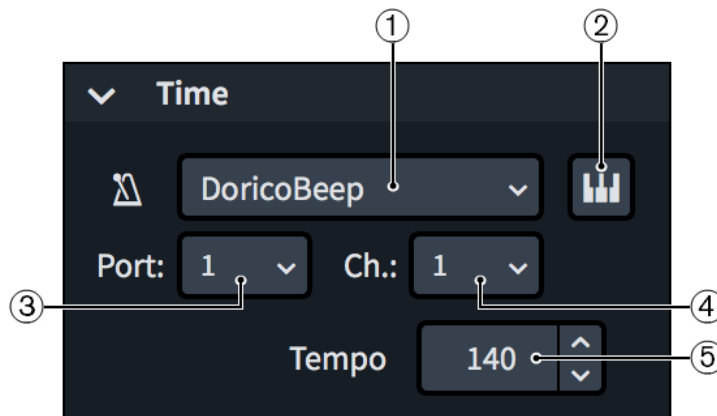 ① ②
Time
DoricoBeep
Port: 1 Ch.: 1
③ ④
Tempo 140 ⑤